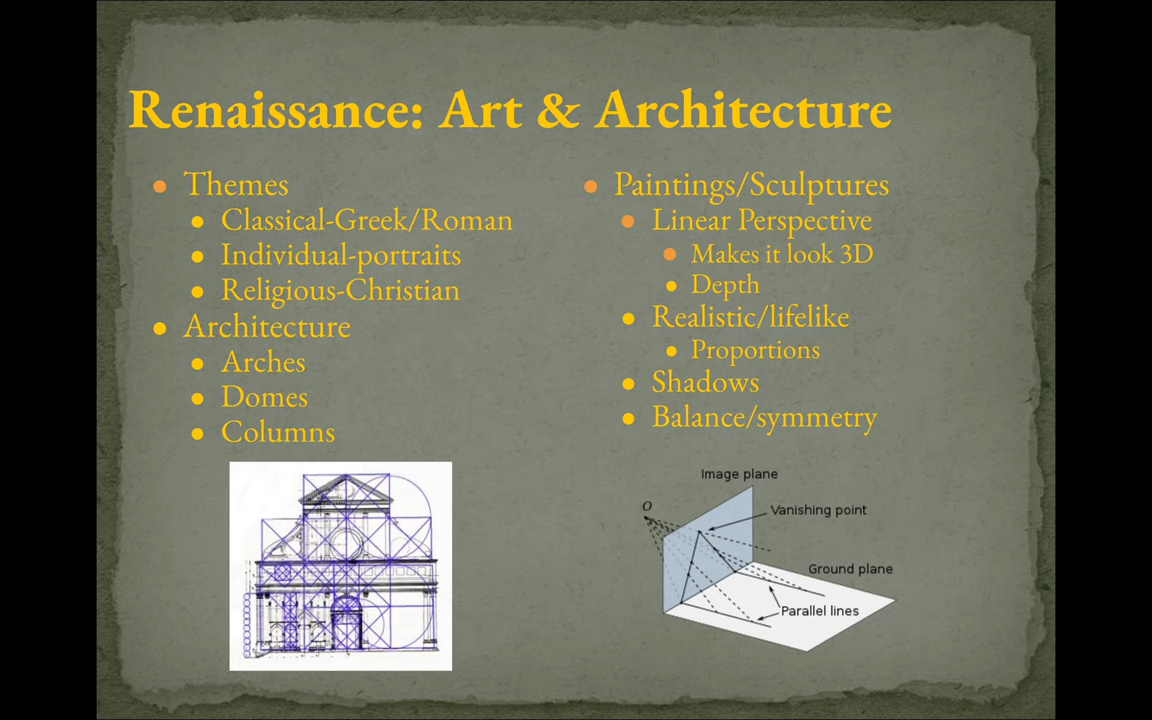 Renaissance: Art & Architecture
Themes
Classical-Greek/Roman
Individual-portraits
Religious-Christian
Architecture
Arches
Domes
Columns
Paintings/Sculptures
Linear Perspective
Makes it look 3D
Depth
Realistic/lifelike
Proportions
Shadows
Balance/symmetry
Image plane
O
Vanishing point
Ground plane
Parallel lines